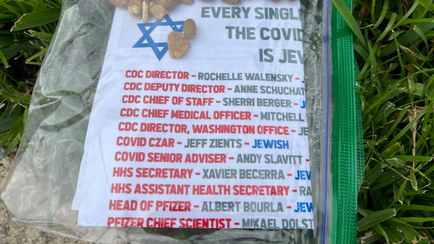 EVERY SINGL
THE COVID
IS JEW
CDC DIRECTOR - ROCHELLE WALENSKY -
CDC DEPUTY DIRECTOR - ANNE SCHUCHAT
CDC CHIEF OF STAFF - SHERRI BERGER - J
CDC CHIEF MEDICAL OFFICER - MITCHELL
CDC DIRECTOR, WASHINGTON OFFICE - JE
COVID CZAR - JEFF ZIENTS - JEWISH
COVID SENIOR ADVISER - ANDY SLAVITT -
HHS SECRETARY - XAVIER BECERRA - JEW
HHS ASSISTANT HEALTH SECRETARY - RA
HEAD OF PFIZER - ALBERT BOURLA - JEW
PFIZER CHIEF SCIENTIST - MIKAEL DOLST